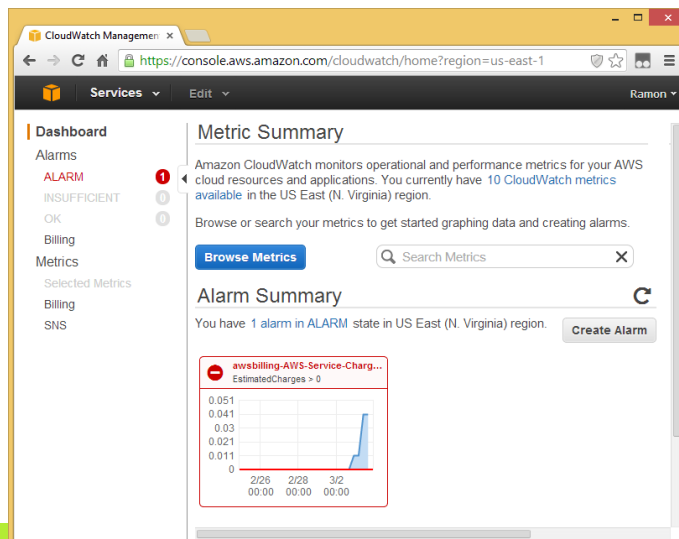 CloudWatch Managemen
https://console.aws.amazon.com/cloudwatch/home?region=us-east-1
Services
Edit
Ramon
Dashboard
Alarms
ALARM 1
INSUFFICIENT 0
OK 0
Billing
Metrics
Selected Metrics
Billing
SNS
Metric Summary
Amazon CloudWatch monitors operational and performance metrics for your AWS
cloud resources and applications. You currently have 10 CloudWatch metrics
available in the US East (N. Virginia) region.
Browse or search your metrics to get started graphing data and creating alarms.
Browse Metrics
Search Metrics
Alarm Summary
You have 1 alarm in ALARM state in US East (N. Virginia) region.
Create Alarm
awsbilling-AWS-Service-Charg...
EstimatedCharges > 0
0.051
0.041
0.03
0.021
0.011
0
2/26 2/28 3/2
00:00 00:00 00:00